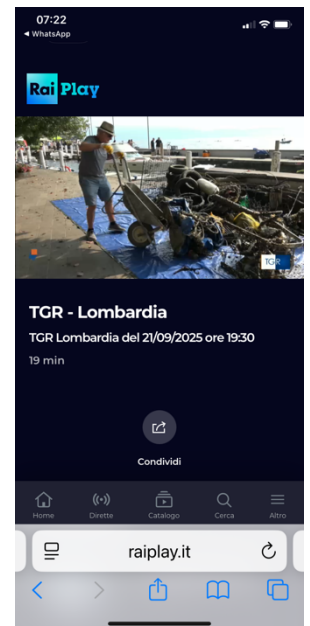 07:22
◀ WhatsApp
Rai Play
TGR
TGR - Lombardia
TGR Lombardia del 21/09/2025 ore 19:30
19 min
Condividi
Home
Dirette
Catalogo
Cerca
Altro
raiplay.it